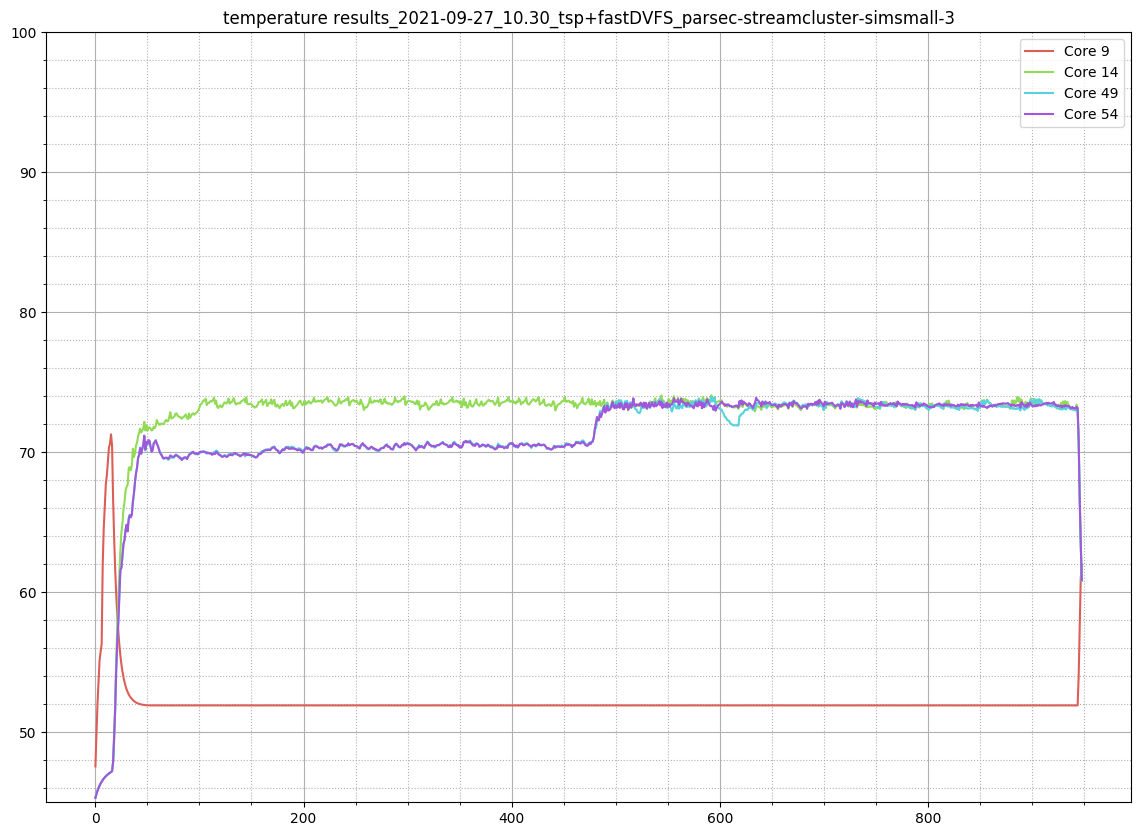 temperature results_2021-09-27_10.30_tsp+fastDVFS_parsec-streamcluster-simsmall-3
100
90
80
70
60
50
0
200
400
600
800
Core 9
Core 14
Core 49
Core 54